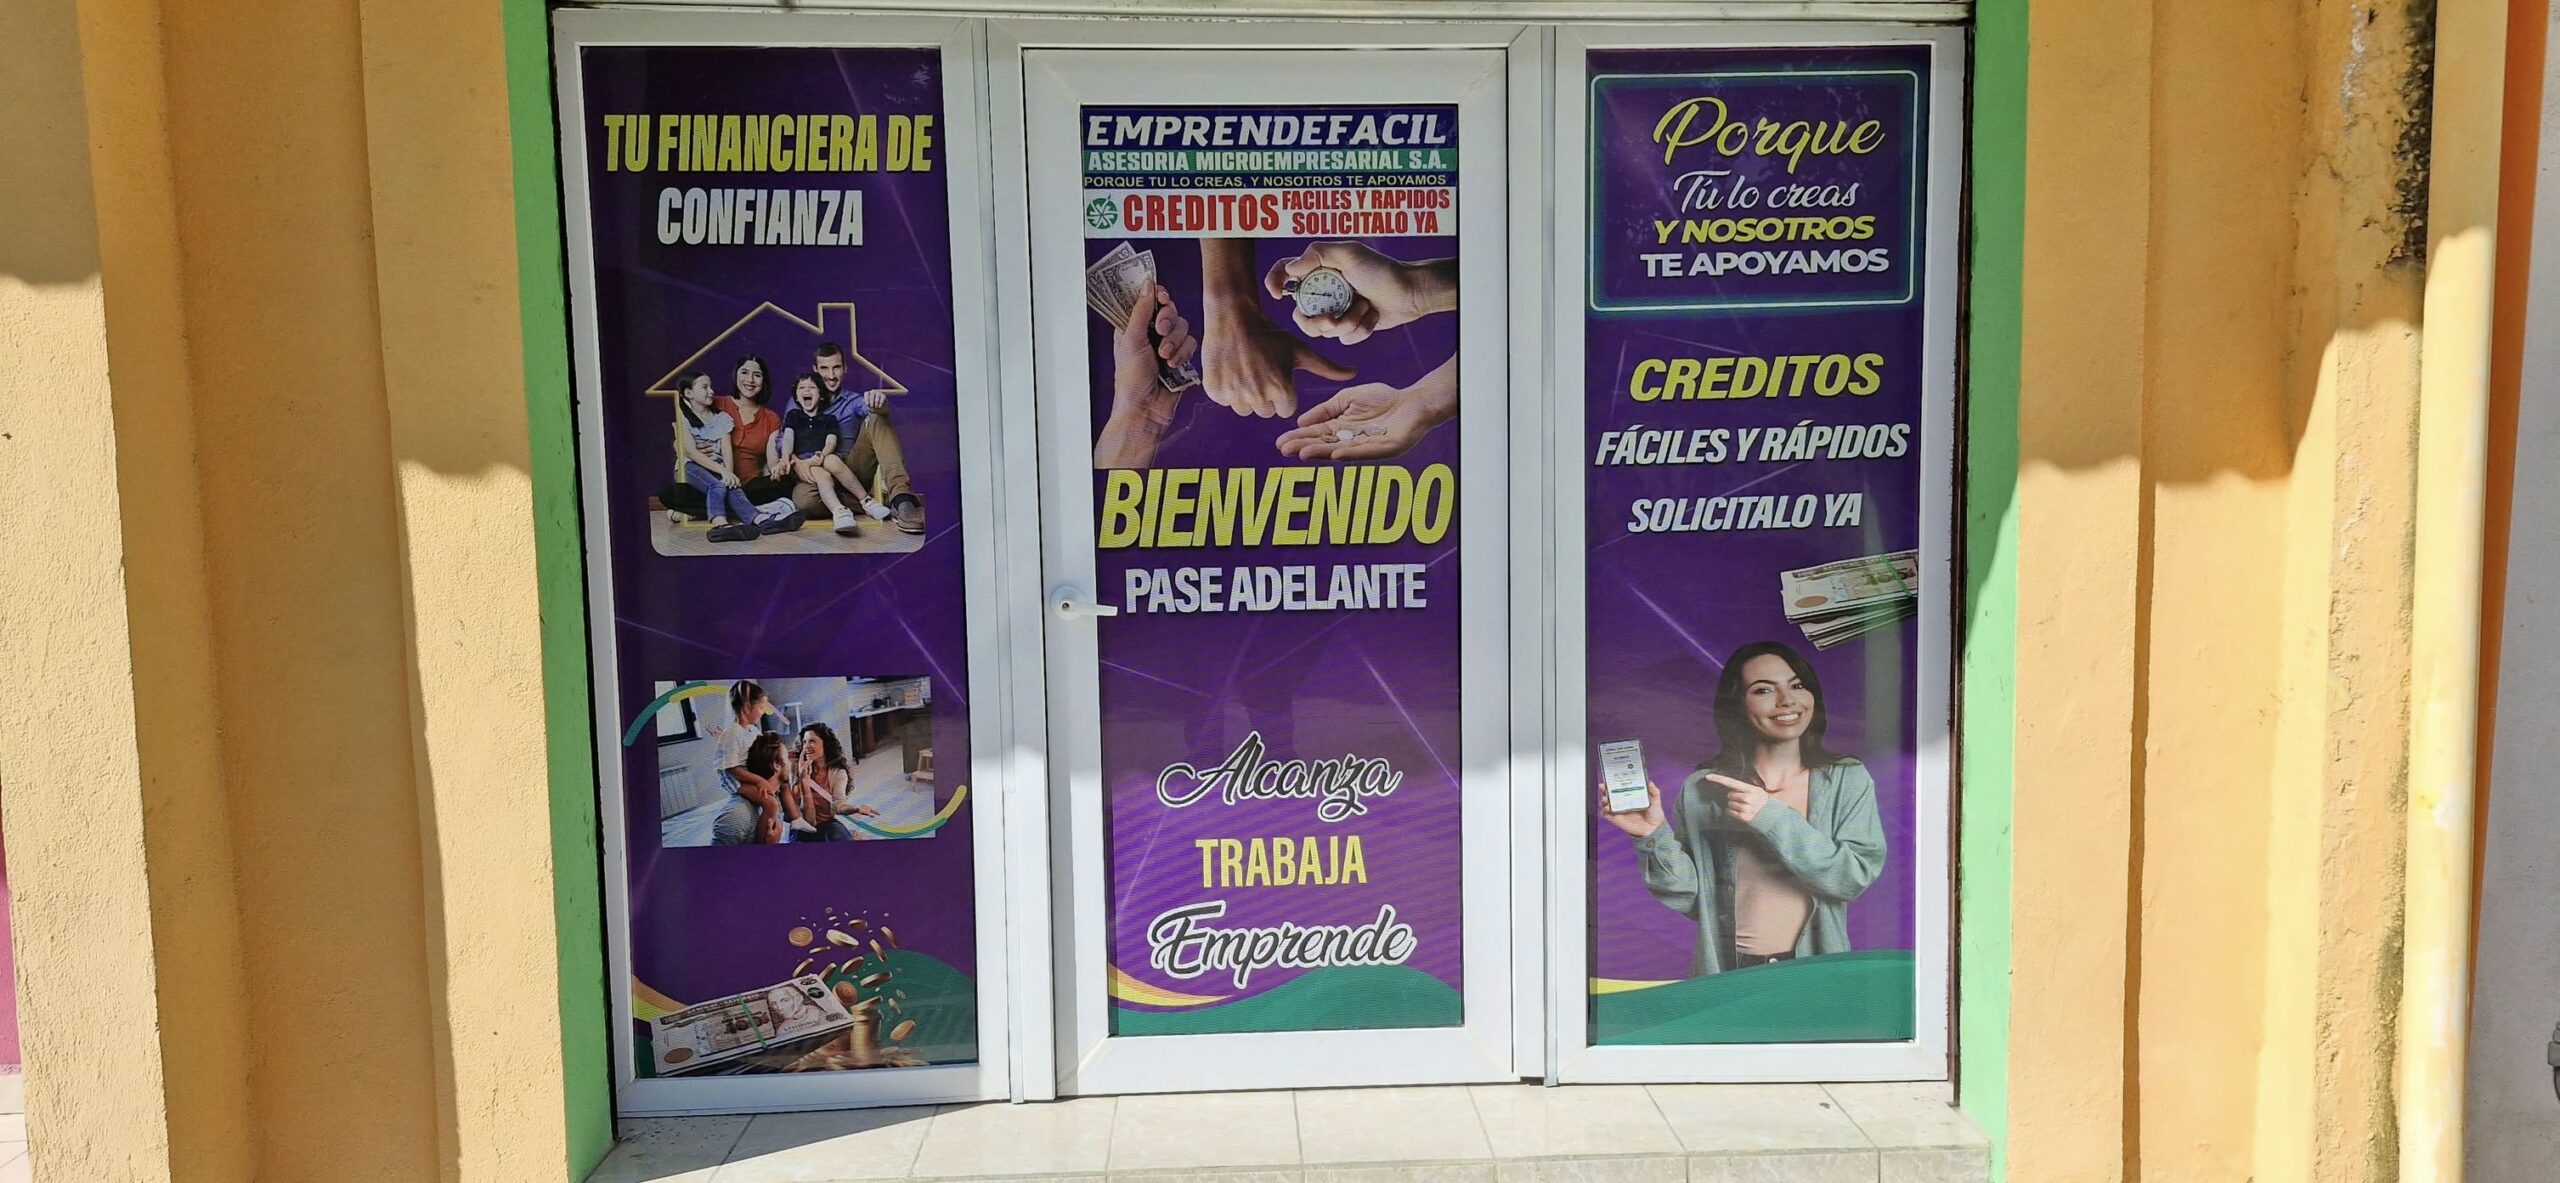 TU FINANCIERA DE
CONFIANZA
EMPRENDEFACIL
ASESORIA MICROEMPRESARIAL S.A.
PORQUE TU LO CREAS, Y NOSOTROS TE APOYAMOS
CREDITOS FACILES Y RAPIDOS
SOLICITALO YA
BIENVENIDO
PASE ADELANTE
Alcanza
TRABAJA
Emprende
Porque
Tú lo creas
Y NOSOTROS
TE APOYAMOS
CREDITOS
FÁCILES Y RÁPIDOS
SOLICITALO YA